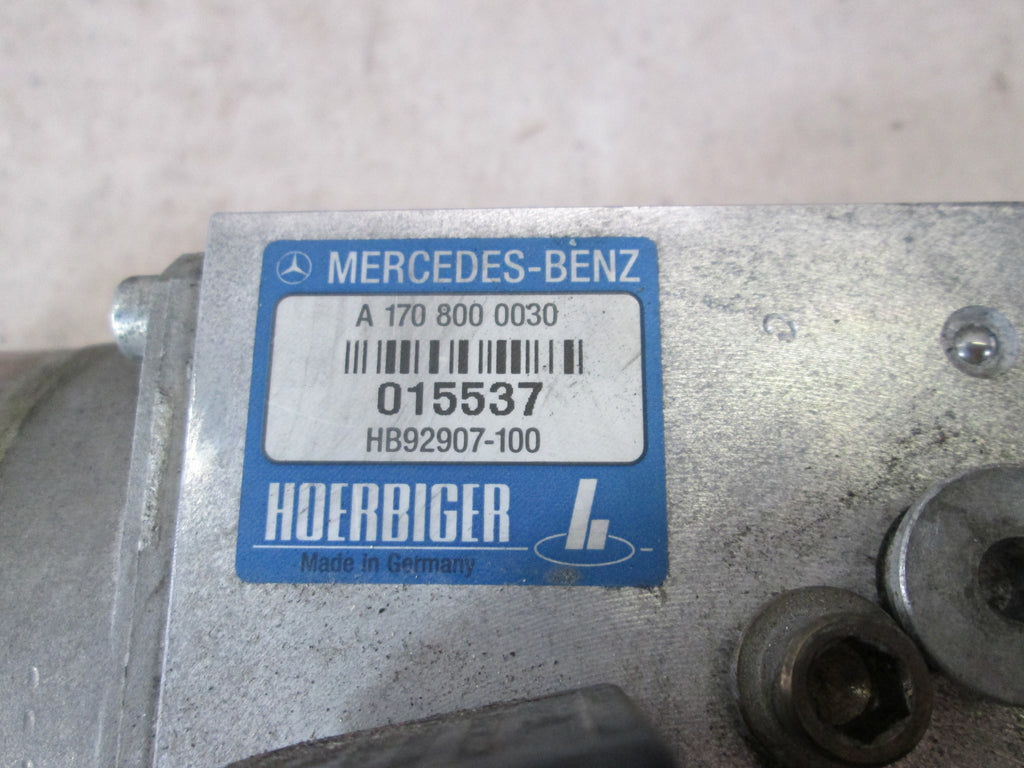 MERCEDES-BENZ
A 170 800 0030
015537
HB92907-100
HOERBIGER
Made in Germany